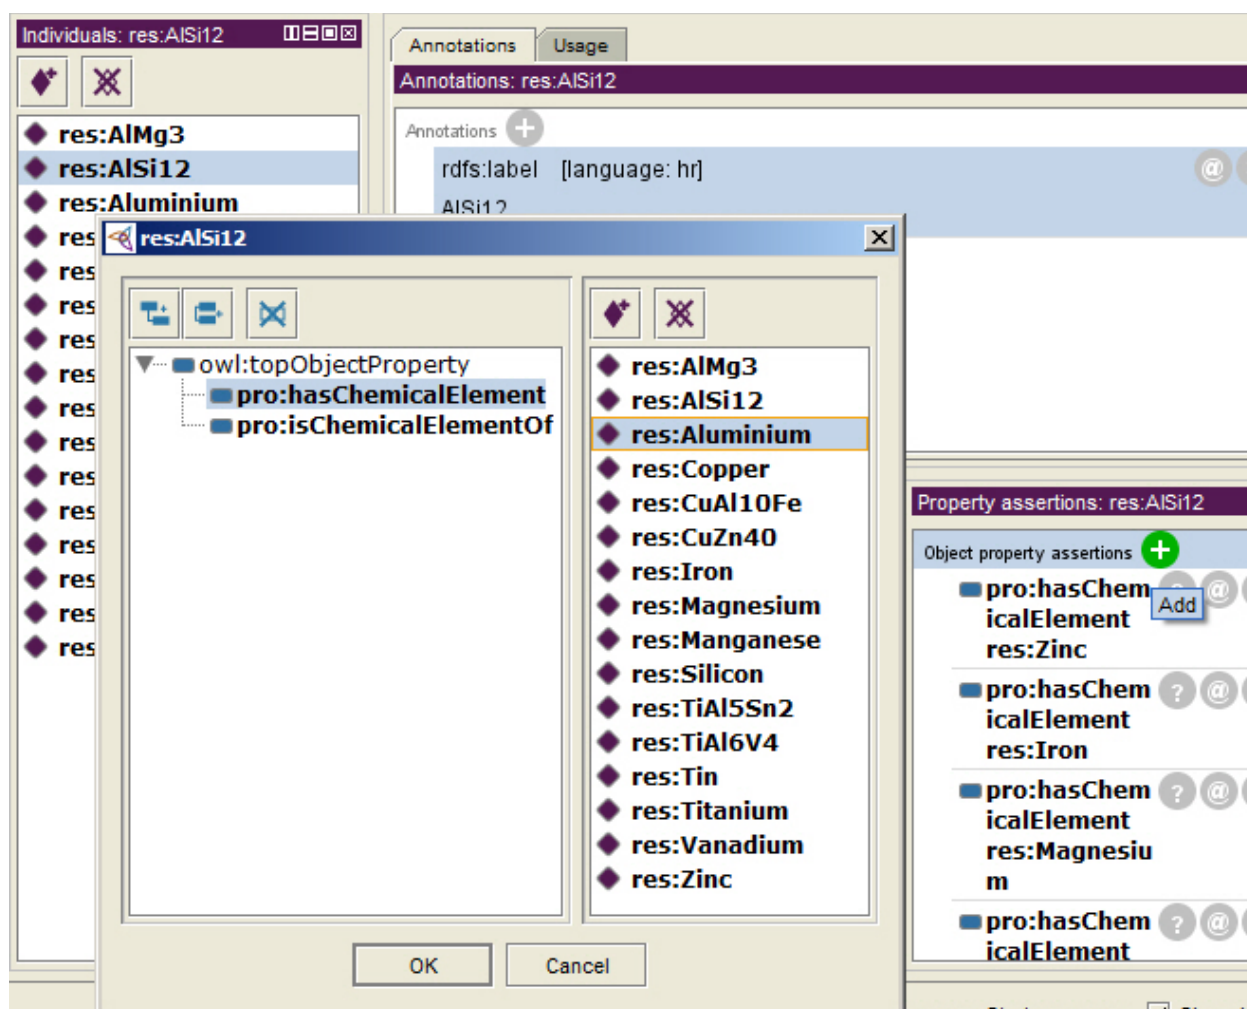 Individuals: res:AlSi12
res:AlMg3
res:AlSi12
res:Aluminium
res
res
res
res
res
res
res
res
res
res
res
res
res
Annotations
Usage
Annotations: res:AlSi12
Annotations
rdfs:label [language: hr]
@
AlSi12
res:AlSi12
owl:topObjectProperty
pro:hasChemicalElement
pro:isChemicalElementOf
res:AlMg3
res:AlSi12
res:Aluminium
res:Copper
res:CuAl10Fe
res:CuZn40
res:Iron
res:Magnesium
res:Manganese
res:Silicon
res:TiAl5Sn2
res:TiAl6V4
res:Tin
res:Titanium
res:Vanadium
res:Zinc
OK
Cancel
Property assertions: res:AlSi12
Object property assertions
Add
pro:hasChem ? @
icalElement
res:Zinc
pro:hasChem ? @
icalElement
res:Iron
pro:hasChem ? @
icalElement
res:Magnesiu
m
pro:hasChem ? @
icalElement